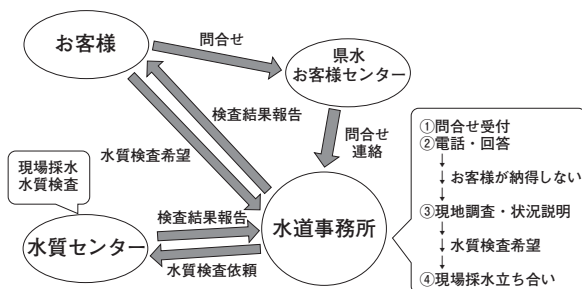 お客様
問合せ
県水
お客様センター
検査結果報告
問合せ
連絡
水質検査希望
現場採水
水質検査
水質センター
検査結果報告
水質検査依頼
水道事務所
①問合せ受付
②電話・回答
↓
↓お客様が納得しない
↓
③現地調査・状況説明
↓
↓水質検査希望
↓
④現場採水立ち合い